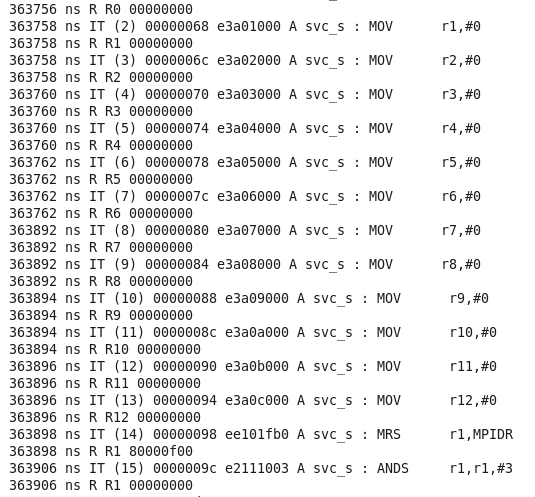 363756 ns R R0 00000000
363758 ns IT (2) 00000068 e3a01000 A svc_s : MOV r1,#0
363758 ns R R1 00000000
363758 ns IT (3) 0000006c e3a02000 A svc_s : MOV r2,#0
363758 ns R R2 00000000
363760 ns IT (4) 00000070 e3a03000 A svc_s : MOV r3,#0
363760 ns R R3 00000000
363760 ns IT (5) 00000074 e3a04000 A svc_s : MOV r4,#0
363760 ns R R4 00000000
363762 ns IT (6) 00000078 e3a05000 A svc_s : MOV r5,#0
363762 ns R R5 00000000
363762 ns IT (7) 0000007c e3a06000 A svc_s : MOV r6,#0
363762 ns R R6 00000000
363892 ns IT (8) 00000080 e3a07000 A svc_s : MOV r7,#0
363892 ns R R7 00000000
363892 ns IT (9) 00000084 e3a08000 A svc_s : MOV r8,#0
363892 ns R R8 00000000
363894 ns IT (10) 00000088 e3a09000 A svc_s : MOV r9,#0
363894 ns R R9 00000000
363894 ns IT (11) 0000008c e3a0a000 A svc_s : MOV r10,#0
363894 ns R R10 00000000
363896 ns IT (12) 00000090 e3a0b000 A svc_s : MOV r11,#0
363896 ns R R11 00000000
363896 ns IT (13) 00000094 e3a0c000 A svc_s : MOV r12,#0
363896 ns R R12 00000000
363898 ns IT (14) 00000098 ee101fb0 A svc_s : MRS r1,MPIDR
363898 ns R R1 80000f00
363906 ns IT (15) 0000009c e2111003 A svc_s : ANDS r1,r1,#3
363906 ns R R1 00000000